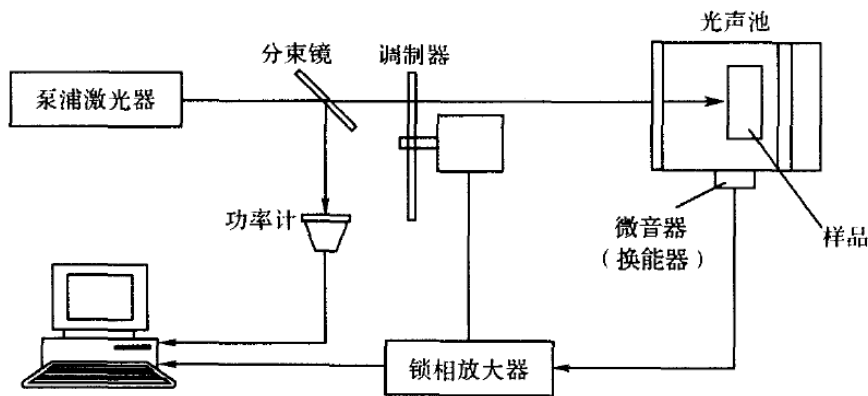 光声池
分束镜
调制器
泵浦激光器
功率计
微音器
（换能器）
样品
锁相放大器